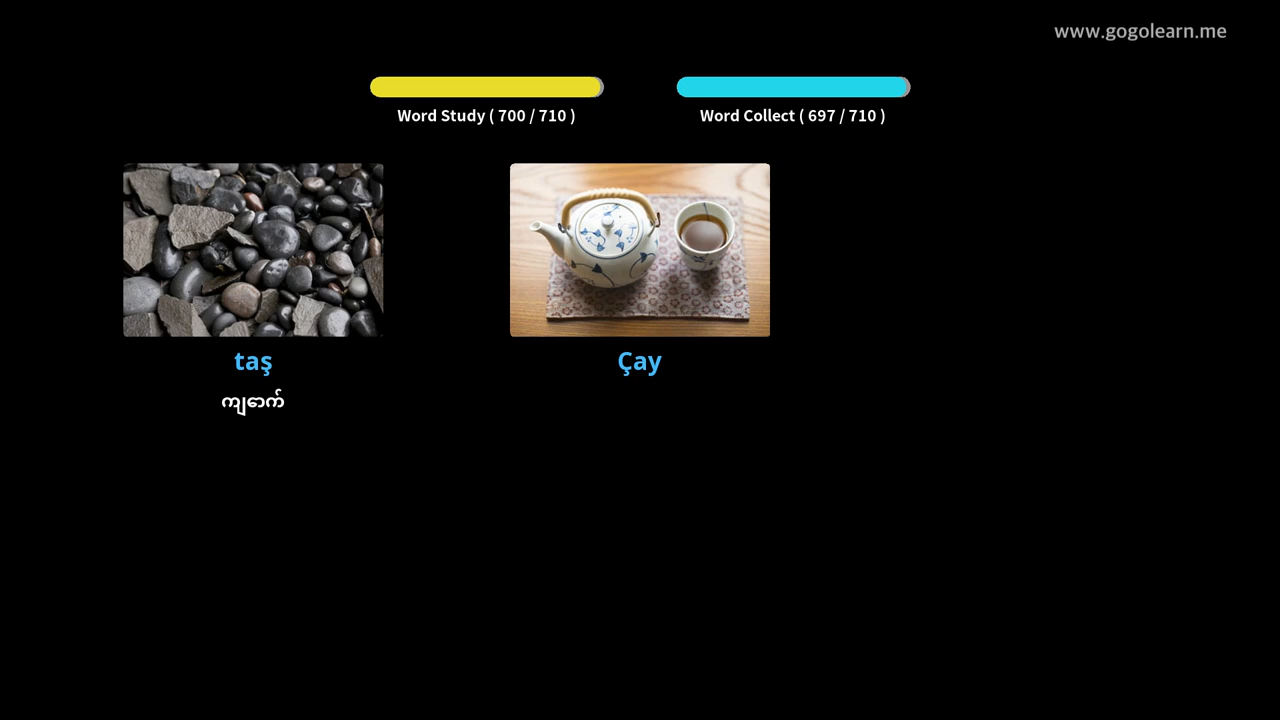 www.gogolearn.me
Word Study ( 700 / 710 )
Word Collect ( 697 / 710 )
taş
Çay
ကျောက်